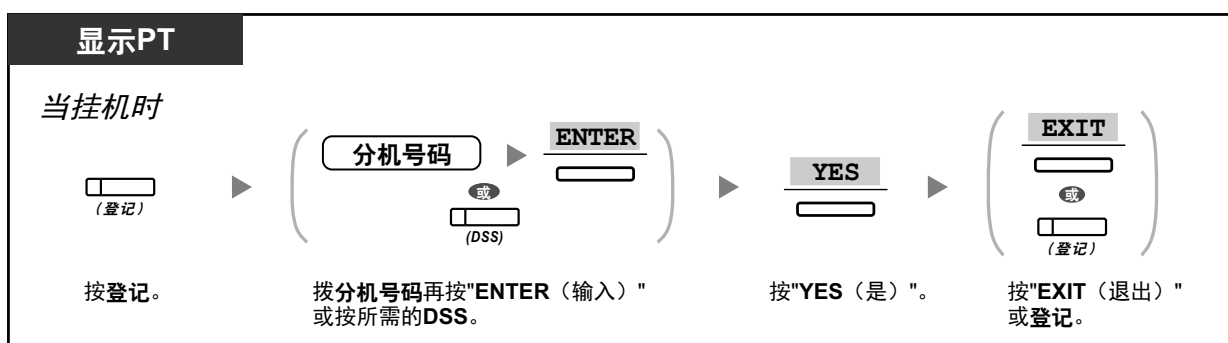 显示PT
当挂机时
(登记)
分机号码
ENTER
或
(DSS)
YES
EXIT
或
(登记)
按登记。
拨分机号码再按"ENTER（输入）"
或按所需的DSS。
按"YES（是）"。
按"EXIT（退出）"
或登记。